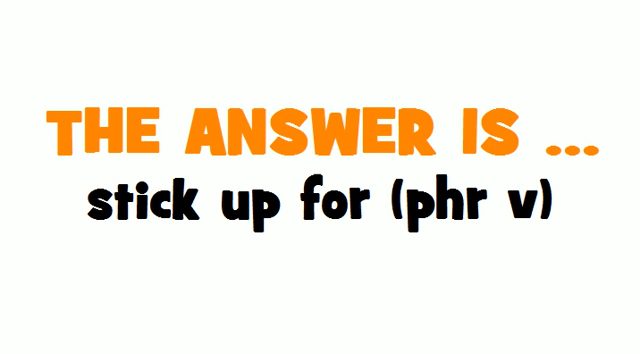 THE ANSWER IS ...
stick up for (phr v)